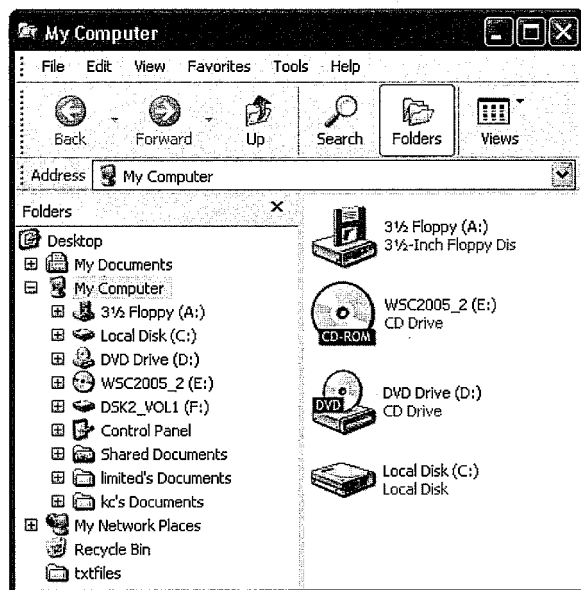 My Computer
File Edit View Favorites Tools Help
Back Forward Up Search Folders Views
Address My Computer
Folders
Desktop
My Documents
My Computer
3½ Floppy (A:)
Local Disk (C:)
DVD Drive (D:)
WSC2005_2 (E:)
DSK2_VOL1 (F:)
Control Panel
Shared Documents
limited's Documents
kc's Documents
My Network Places
Recycle Bin
txtfiles
3½ Floppy (A:)
3½-Inch Floppy Dis
WSC2005_2 (E:)
CD Drive
CD-ROM
DVD Drive (D:)
CD Drive
DVD
Local Disk (C:)
Local Disk